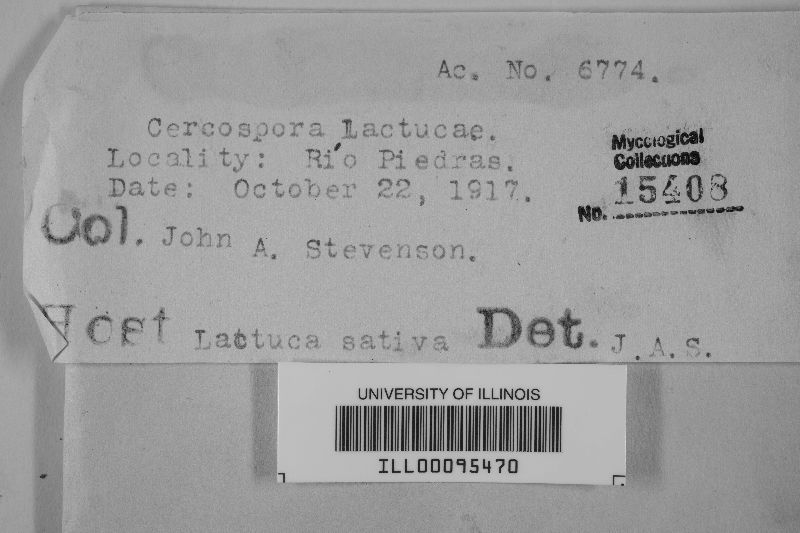 Ac. No. 6774.
Cercospora lactucae.
Locality: Río Piedras.
Date: October 22, 1917.
Mycological
Collections
No. 15408
Col. John A. Stevenson.
Host Lactuca sativa Det. J.A.S.
UNIVERSITY OF ILLINOIS
ILL00095470